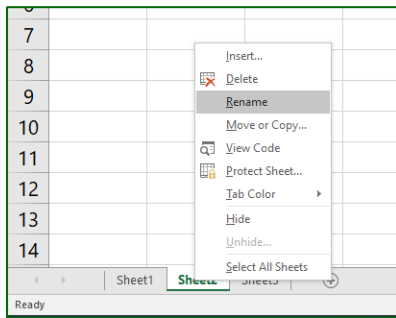 7
8
9
10
11
12
13
14
Insert...
Delete
Rename
Move or Copy...
View Code
Protect Sheet...
Tab Color
Hide
Unhide...
Select All Sheets
Sheet1 Sheet2 Sheet3
Ready